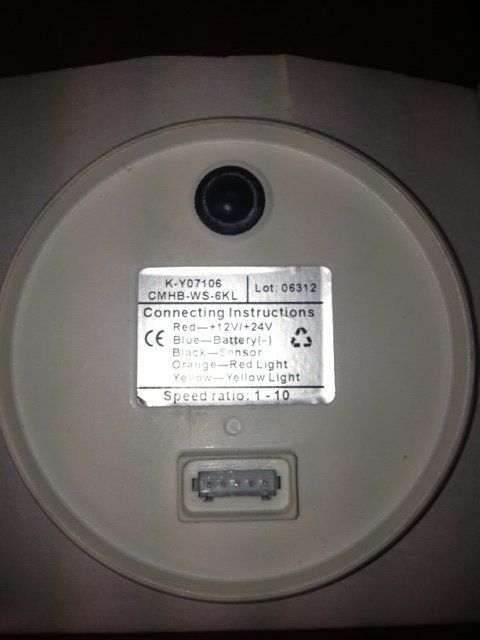 K-Y07106
CMHB-WS-6KL
Lot: 06312
Connecting Instructions
Red—+12V/+24V
CE Blue—Battery(-)
Black—Sensor
Orange—Red Light
Yellow—Yellow Light
Speed ratio: 1-10